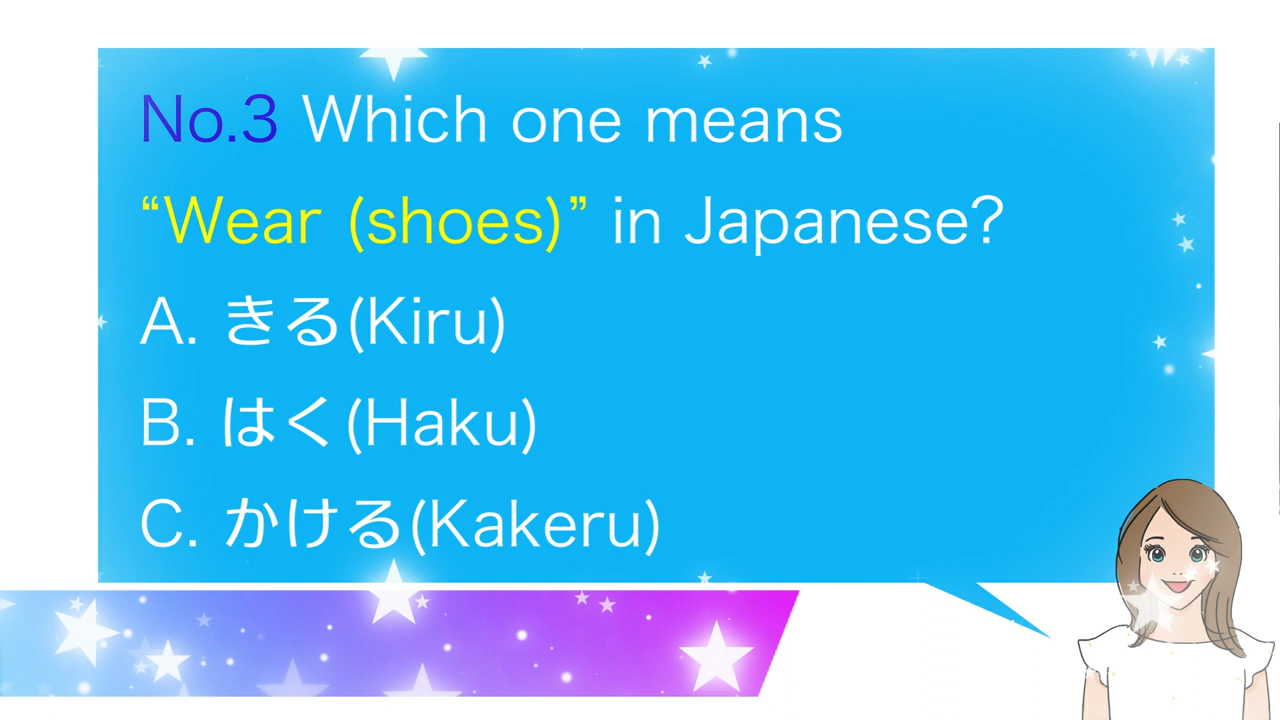 No.3 Which one means
“Wear (shoes)” in Japanese?
A. きる(Kiru)
B. はく(Haku)
C. かける(Kakeru)